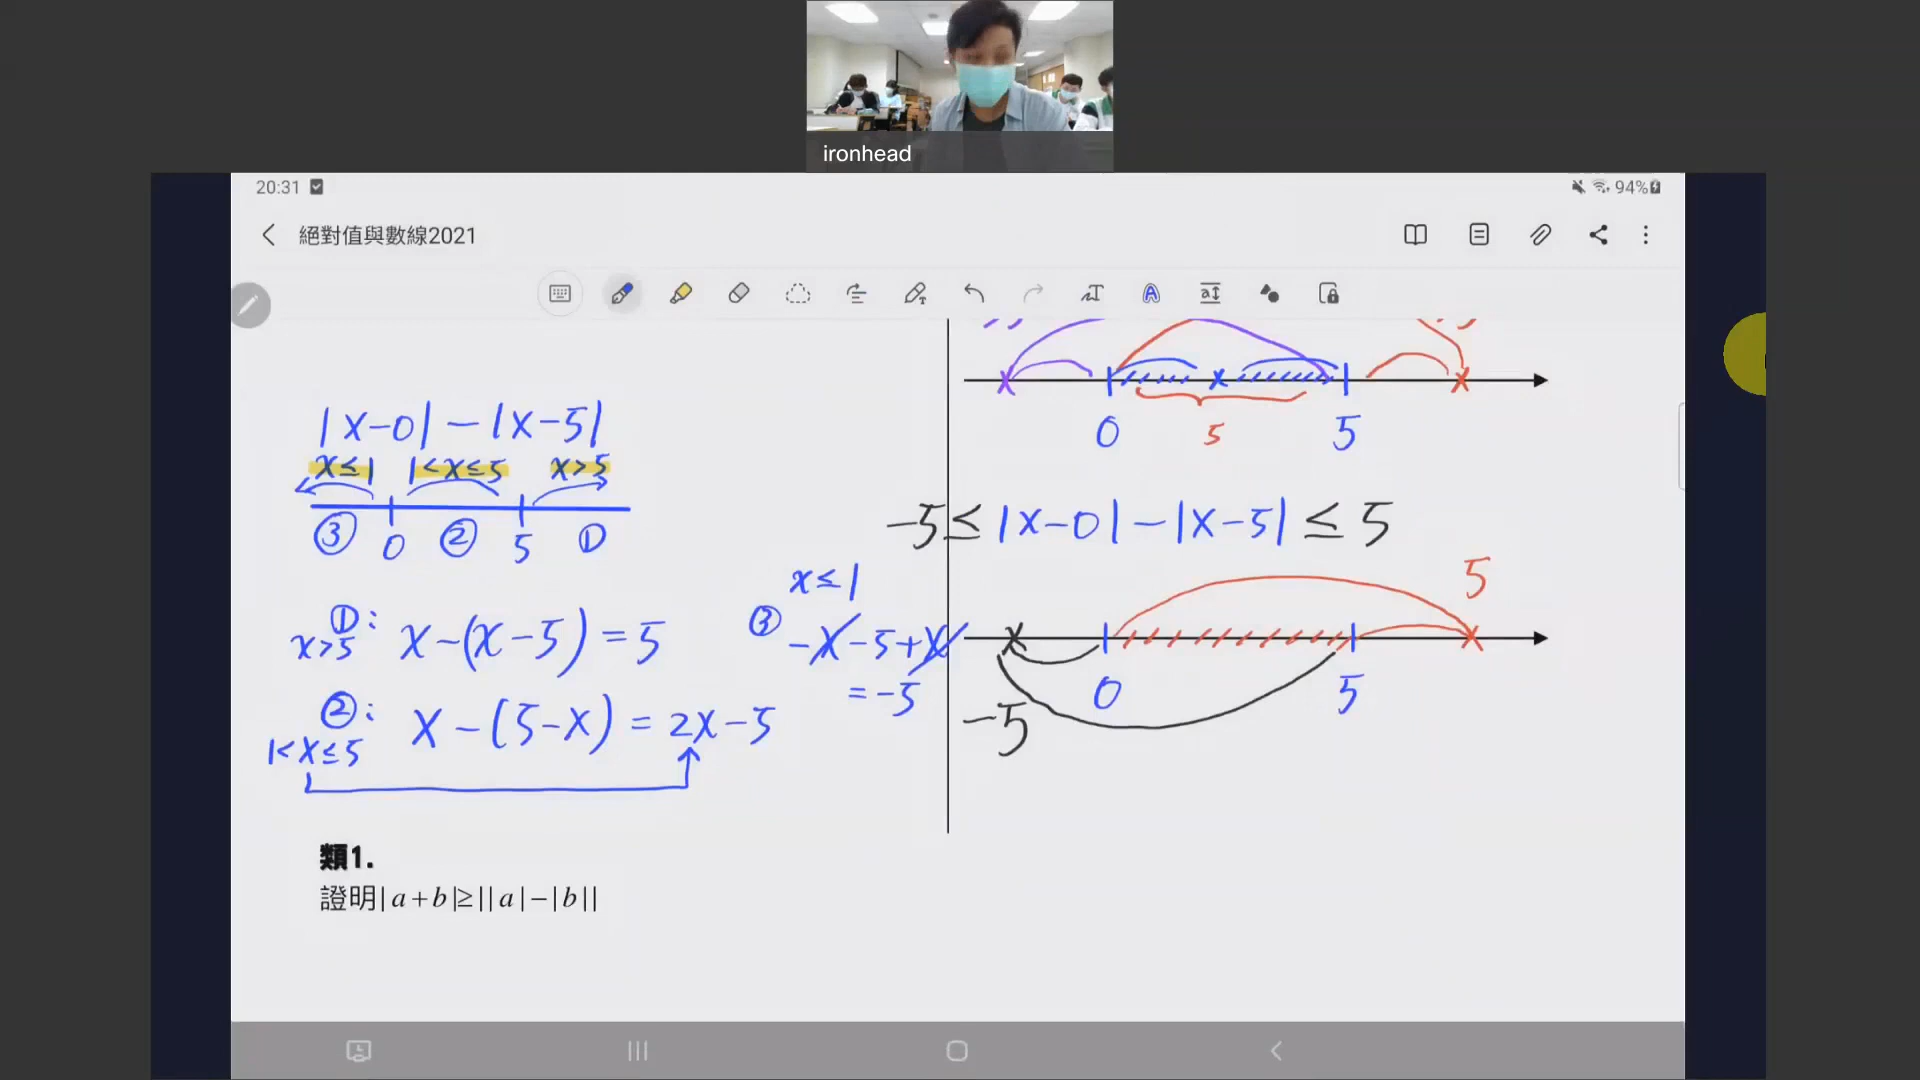 ironhead
20:31
94%
絕對值與數線2021
|x-0|-|x-5|
x≤1 1<x≤5 x>5
③ 0 ② 5 ①
①: x-(x-5)=5
x>5
②: x-(5-x)=2x-5
1<x≤5
x≤1
③ -x-5+x
=-5
0 5 5
-5≤|x-0|-|x-5|≤5
5
0 5
-5
類1.
證明|a+b|≥||a|-|b||